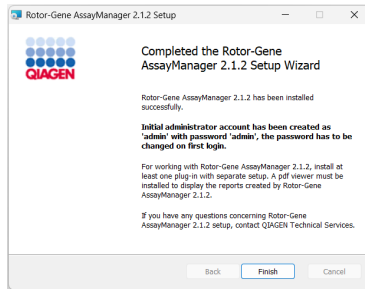 Rotor-Gene AssayManager 2.1.2 Setup
QIAGEN
Completed the Rotor-Gene
AssayManager 2.1.2 Setup Wizard
Rotor-Gene AssayManager 2.1.2 has been installed
successfully.
Initial administrator account has been created as
'admin' with password 'admin', the password has to be
changed on first login.
For working with Rotor-Gene AssayManager 2.1.2, install at
least one plug-in with separate setup. A pdf viewer must be
installed to display the reports created by Rotor-Gene
AssayManager 2.1.2.
If you have any questions concerning Rotor-Gene
AssayManager 2.1.2 setup, contact QIAGEN Technical Services.
Back Finish Cancel